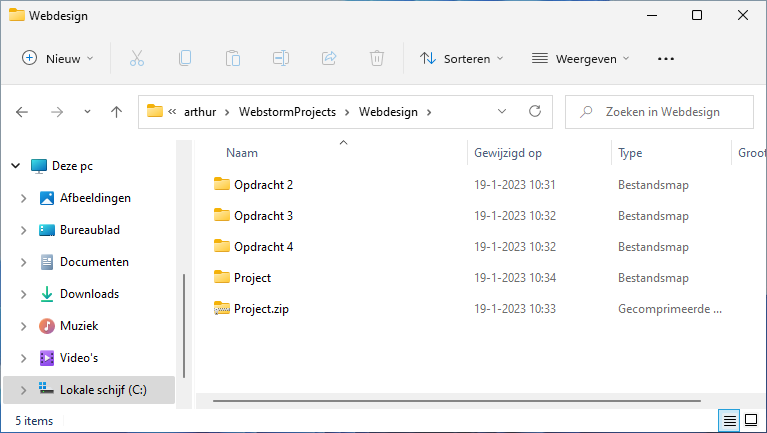 Webdesign
Nieuw
Sorteren
Weergeven
« arthur > WebstormProjects > Webdesign >
Zoeken in Webdesign
Naam Gewijzigd op Type Groot
Deze pc
Afbeeldingen
Bureaublad
Documenten
Downloads
Muziek
Video's
Lokale schijf (C:)
Opdracht 2 19-1-2023 10:31 Bestandsmap
Opdracht 3 19-1-2023 10:32 Bestandsmap
Opdracht 4 19-1-2023 10:32 Bestandsmap
Project 19-1-2023 10:34 Bestandsmap
Project.zip 19-1-2023 10:33 Gecomprimeerde ...
5 items